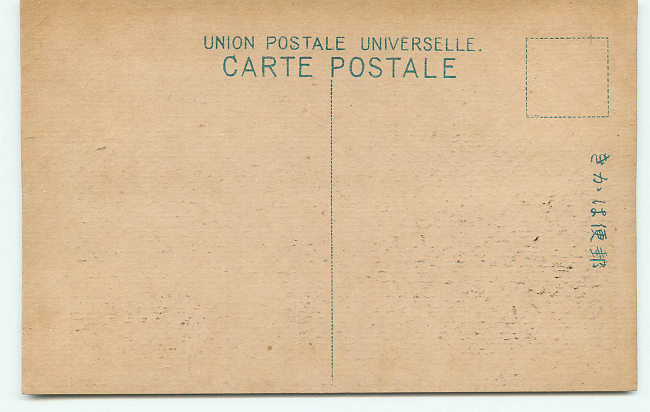 UNION POSTALE UNIVERSELLE.
CARTE POSTALE
きかは便郵